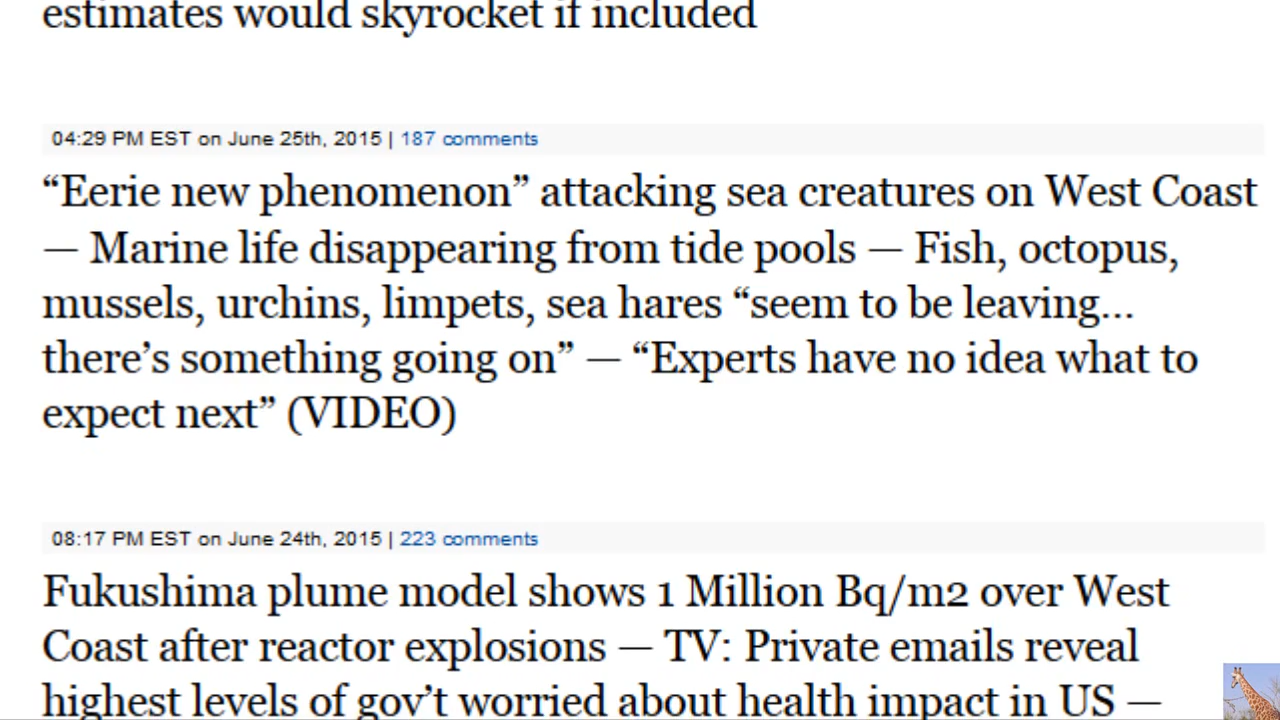 estimates would skyrocket if included
04:29 PM EST on June 25th, 2015 | 187 comments
“Eerie new phenomenon” attacking sea creatures on West Coast
— Marine life disappearing from tide pools — Fish, octopus,
mussels, urchins, limpets, sea hares “seem to be leaving...
there’s something going on” — “Experts have no idea what to
expect next” (VIDEO)
08:17 PM EST on June 24th, 2015 | 223 comments
Fukushima plume model shows 1 Million Bq/m2 over West
Coast after reactor explosions — TV: Private emails reveal
highest levels of gov’t worried about health impact in US —